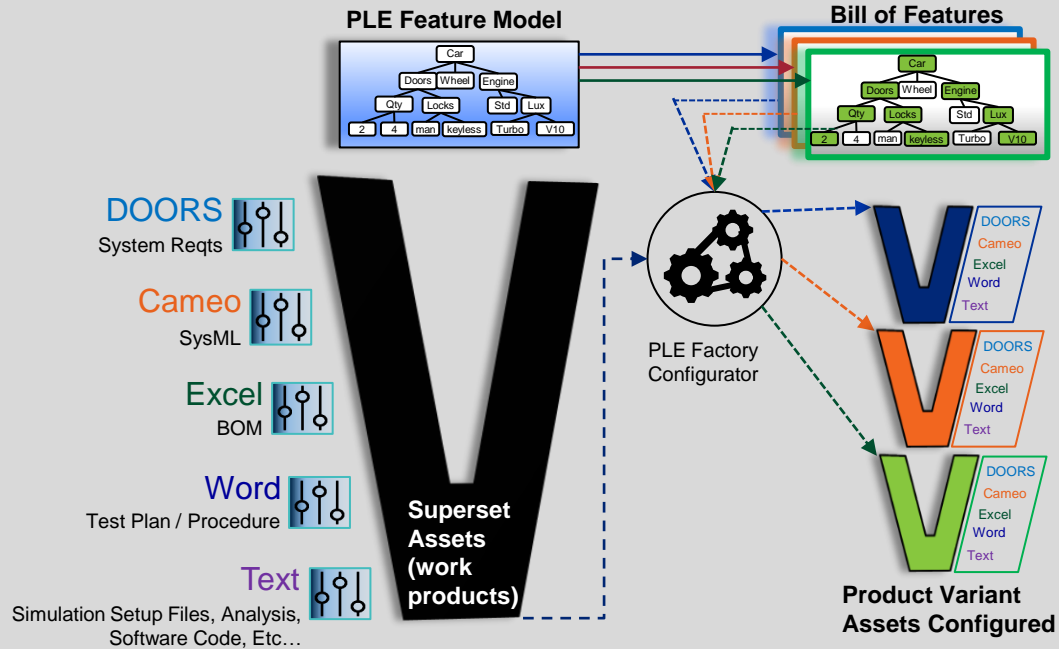 PLE Feature Model
Bill of Features
Car
Doors Wheel Engine
Qty Locks Std Lux
2 4 man keyless Turbo V10
Car
Doors Wheel Engine
Qty Locks Std Lux
2 4 man keyless Turbo V10
DOORS
System Reqts
Cameo
SysML
Excel
BOM
Word
Test Plan / Procedure
Text
Simulation Setup Files, Analysis,
Software Code, Etc…
Superset
Assets
(work
products)
PLE Factory
Configurator
DOORS
Cameo
Excel
Word
Text
DOORS
Cameo
Excel
Word
Text
DOORS
Cameo
Excel
Word
Text
Product Variant
Assets Configured